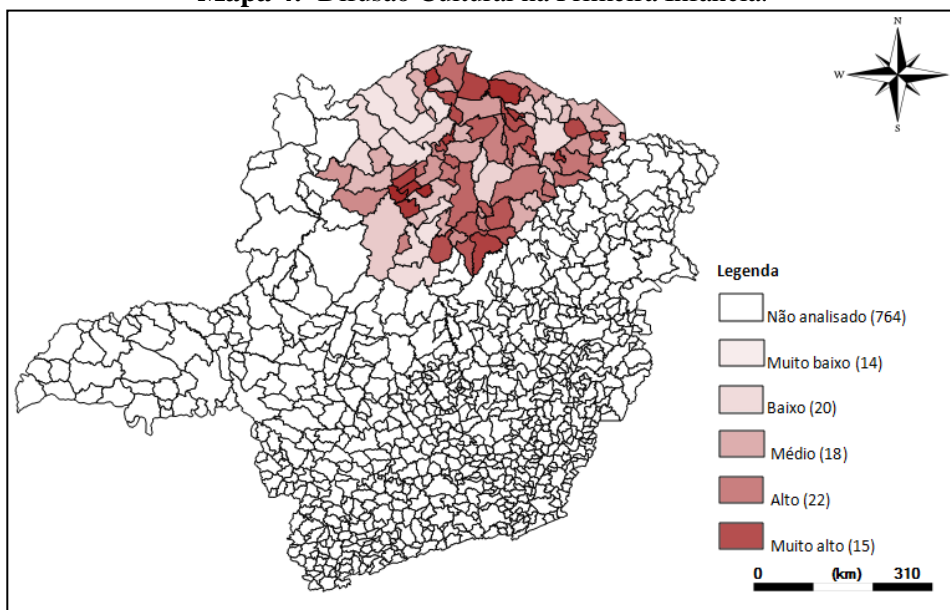 Mapa 4: Difusão Cultural na Primeira Infância.
N
W E
S
Legenda
Não analisado (764)
Muito baixo (14)
Baixo (20)
Médio (18)
Alto (22)
Muito alto (15)
0 (km) 310